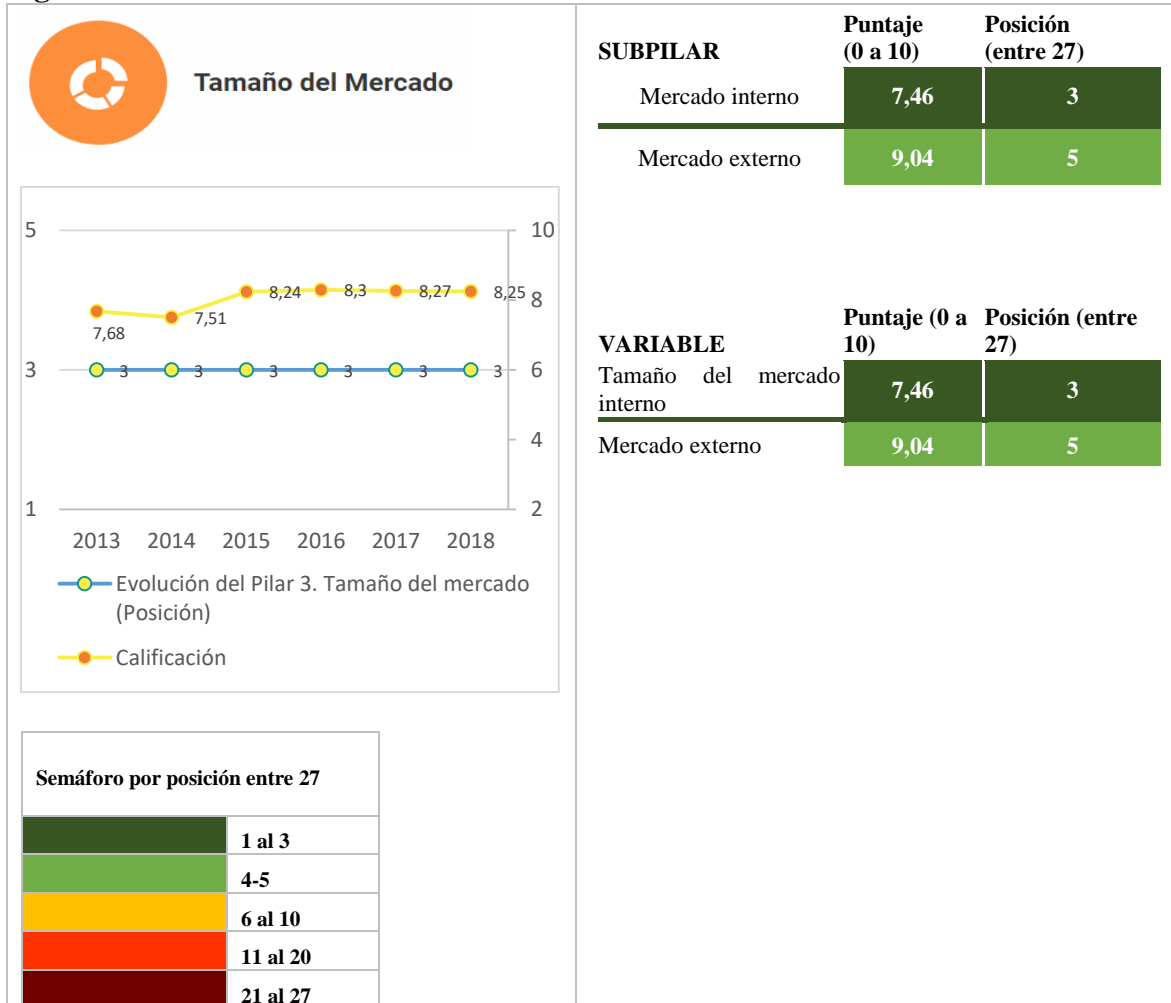 Tamaño del Mercado
5
3
1
10
8
6
4
2
7,68
7,51
8,24
8,3
8,27
8,25
3
3
3
3
3
3
2013
2014
2015
2016
2017
2018
Evolución del Pilar 3. Tamaño del mercado
(Posición)
Calificación
Semáforo por posición entre 27
1 al 3
4-5
6 al 10
11 al 20
21 al 27
SUBPILAR
Puntaje
(0 a 10)
Posición
(entre 27)
Mercado interno
7,46
3
Mercado externo
9,04
5
VARIABLE
Puntaje (0 a
10)
Posición (entre
27)
Tamaño del mercado
interno
7,46
3
Mercado externo
9,04
5